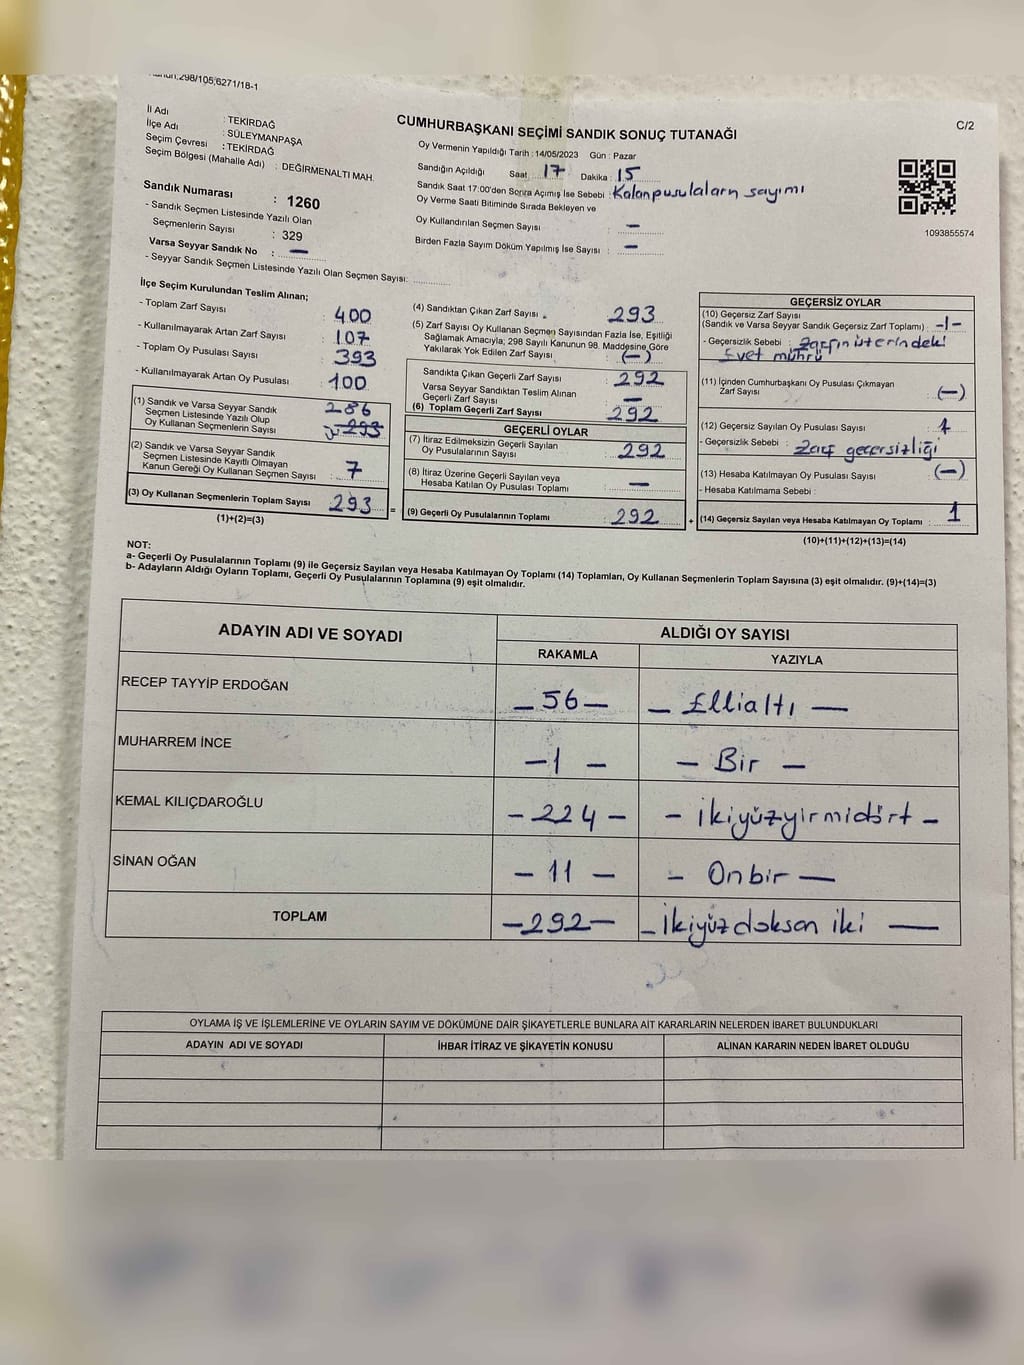 298/105,6271/18-1
C/2
İl Adı : TEKİRDAĞ
İlçe Adı : SÜLEYMANPAŞA
Seçim Çevresi : TEKİRDAĞ
Seçim Bölgesi (Mahalle Adı) : DEĞİRMENALTI MAH.
Sandık Numarası : 1260
- Sandık Seçmen Listesinde Yazılı Olan
Seçmenlerin Sayısı : 329
Varsa Seyyar Sandık No : —
- Seyyar Sandık Seçmen Listesinde Yazılı Olan Seçmen Sayısı:
CUMHURBAŞKANI SEÇİMİ SANDIK SONUÇ TUTANAĞI
Oy Vermenin Yapıldığı Tarih : 14/05/2023 Gün : Pazar
Sandığın Açıldığı Saat 17 Dakika : 15
Sandık Saat 17:00'den Sonra Açımış İse Sebebi : Kalan pusulaların sayımı
Oy Verme Saati Bitiminde Sırada Bekleyen ve
Oy Kullandırılan Seçmen Sayısı : —
Birden Fazla Sayım Döküm Yapılmış İse Sayısı : —
1093855574
İlçe Seçim Kurulundan Teslim Alınan;
- Toplam Zarf Sayısı : 400
- Kullanılmayarak Artan Zarf Sayısı : 107
- Toplam Oy Pusulası Sayısı : 393
- Kullanılmayarak Artan Oy Pusulası : 100
(1) Sandık ve Varsa Seyyar Sandık 286
Seçmen Listesinde Yazılı Olup
Oy Kullanan Seçmenlerin Sayısı : 293
(2) Sandık ve Varsa Seyyar Sandık
Seçmen Listesinde Kayıtlı Olmayan
Kanun Gereği Oy Kullanan Seçmen Sayısı : 7
(3) Oy Kullanan Seçmenlerin Toplam Sayısı : 293 =
(1)+(2)=(3)
(4) Sandıktan Çıkan Zarf Sayısı : 293
(5) Zarf Sayısı Oy Kullanan Seçmen Sayısından Fazla İse, Eşitliği
Sağlamak Amacıyla, 298 Sayılı Kanunun 98. Maddesine Göre
Yakılarak Yok Edilen Zarf Sayısı : (—)
Sandıkta Çıkan Geçerli Zarf Sayısı : 292
Varsa Seyyar Sandıktan Teslim Alınan
Geçerli Zarf Sayısı : —
(6) Toplam Geçerli Zarf Sayısı : 292
GEÇERLİ OYLAR
(7) İtiraz Edilmeksizin Geçerli Sayılan
Oy Pusulalarının Sayısı : 292
(8) İtiraz Üzerine Geçerli Sayılan veya
Hesaba Katılan Oy Pusulası Toplamı : —
(9) Geçerli Oy Pusulalarının Toplamı : 292 +
GEÇERSİZ OYLAR
(10) Geçersiz Zarf Sayısı
(Sandık ve Varsa Seyyar Sandık Geçersiz Zarf Toplamı) : -1-
- Geçersizlik Sebebi : Zarfın üterindeki
Evet mührü
(11) İçinden Cumhurbaşkanı Oy Pusulası Çıkmayan
Zarf Sayısı : (—)
(12) Geçersiz Sayılan Oy Pusulası Sayısı : 1
- Geçersizlik Sebebi : Zarf geçersizliği
(13) Hesaba Katılmayan Oy Pusulası Sayısı : (—)
- Hesaba Katılmama Sebebi :
(14) Geçersiz Sayılan veya Hesaba Katılmayan Oy Toplamı : 1
(10)+(11)+(12)+(13)=(14)
NOT:
a- Geçerli Oy Pusulalarının Toplamı (9) ile Geçersiz Sayılan veya Hesaba Katılmayan Oy Toplamı (14) Toplamları, Oy Kullanan Seçmenlerin Toplam Sayısına (3) eşit olmalıdır. (9)+(14)=(3)
b- Adayların Aldığı Oyların Toplamı, Geçerli Oy Pusulalarının Toplamına (9) eşit olmalıdır.
ADAYIN ADI VE SOYADI ALDIĞI OY SAYISI
RAKAMLA YAZIYLA
RECEP TAYYİP ERDOĞAN — 56 — — Ellialtı —
MUHARREM İNCE — 1 — — Bir —
KEMAL KILIÇDAROĞLU — 224 — — İkiyüzyirmidört —
SİNAN OĞAN — 11 — — Onbir —
TOPLAM — 292 — — İkiyüzdoksan iki —
OYLAMA İŞ VE İŞLEMLERİNE VE OYLARIN SAYIM VE DÖKÜMÜNE DAİR ŞİKAYETLERLE BUNLARA AİT KARARLARIN NELERDEN İBARET BULUNDUKLARI
ADAYIN ADI VE SOYADI İHBAR İTİRAZ VE ŞİKAYETİN KONUSU ALINAN KARARIN NEDEN İBARET OLDUĞU